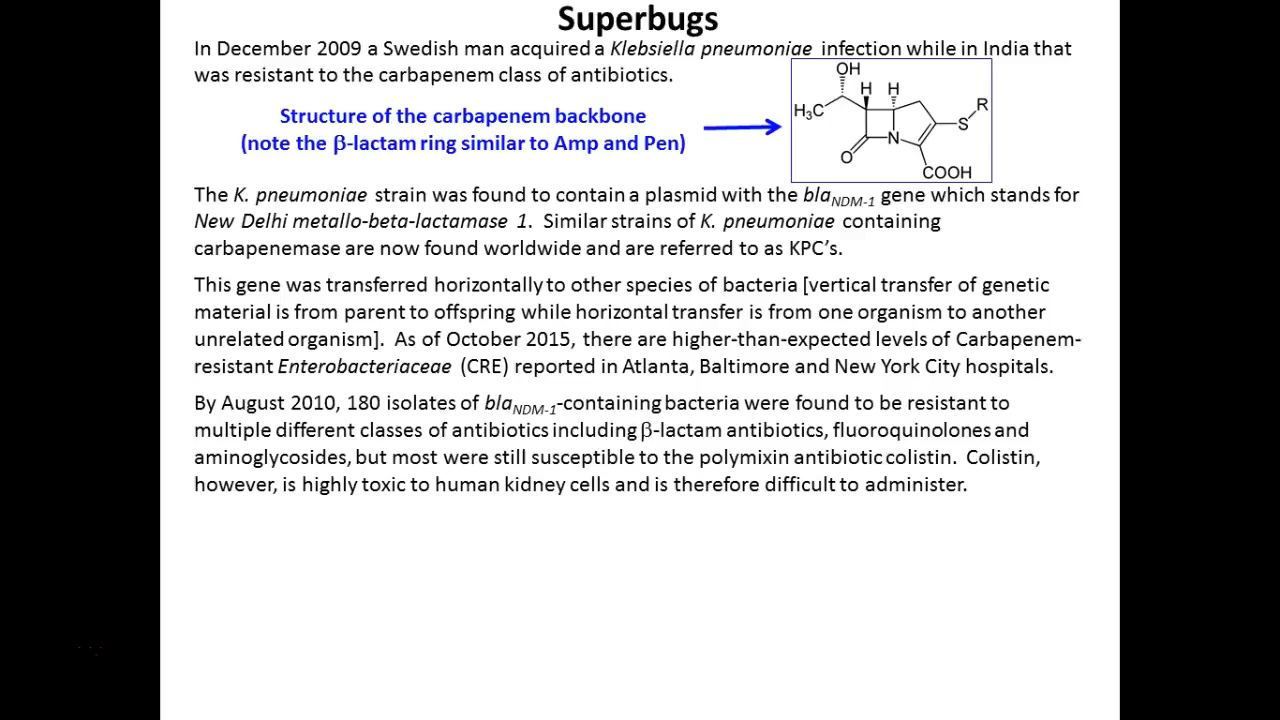 Superbugs
In December 2009 a Swedish man acquired a Klebsiella pneumoniae infection while in India that
was resistant to the carbapenem class of antibiotics.
Structure of the carbapenem backbone
(note the β-lactam ring similar to Amp and Pen)
OH
H H
H3C
R
S
N
O
COOH
The K. pneumoniae strain was found to contain a plasmid with the blaNDM-1 gene which stands for
New Delhi metallo-beta-lactamase 1. Similar strains of K. pneumoniae containing
carbapenemase are now found worldwide and are referred to as KPC's.
This gene was transferred horizontally to other species of bacteria [vertical transfer of genetic
material is from parent to offspring while horizontal transfer is from one organism to another
unrelated organism]. As of October 2015, there are higher-than-expected levels of Carbapenem-
resistant Enterobacteriaceae (CRE) reported in Atlanta, Baltimore and New York City hospitals.
By August 2010, 180 isolates of blaNDM-1-containing bacteria were found to be resistant to
multiple different classes of antibiotics including β-lactam antibiotics, fluoroquinolones and
aminoglycosides, but most were still susceptible to the polymixin antibiotic colistin. Colistin,
however, is highly toxic to human kidney cells and is therefore difficult to administer.